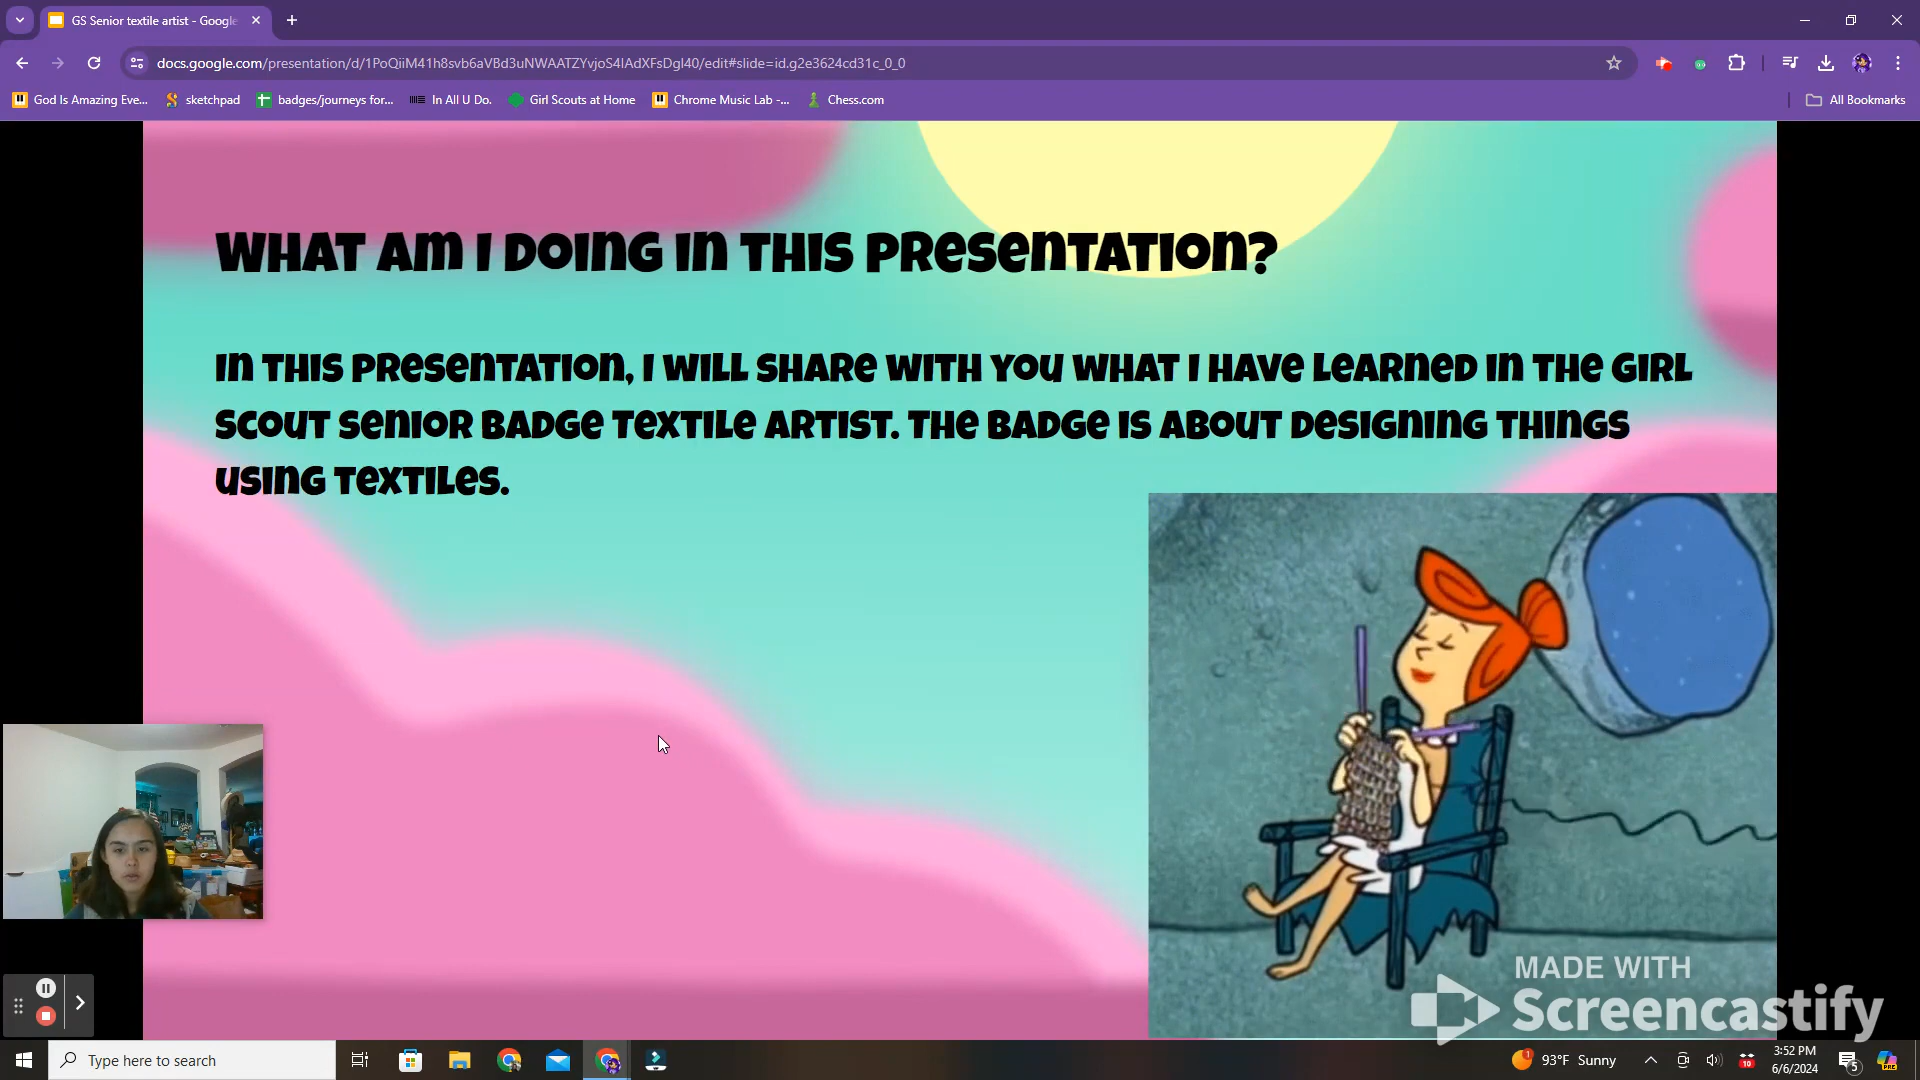 GS Senior textile artist - Google
docs.google.com/presentation/d/1PoQiiM41h8svb6aVBd3uNWAATZYvjoS4IAdXFsDgI40/edit#slide=id.g2e3624cd31c_0_0
God Is Amazing Eve...
sketchpad
badges/journeys for...
In All U Do.
Girl Scouts at Home
Chrome Music Lab -...
Chess.com
All Bookmarks
What am I doing in this presentation?
In this presentation, I will share with you what I have learned in the Girl
Scout Senior badge Textile Artist. The badge is about designing things
using textiles.
MADE WITH
Screencastify
Type here to search
93°F Sunny
3:52 PM
6/6/2024